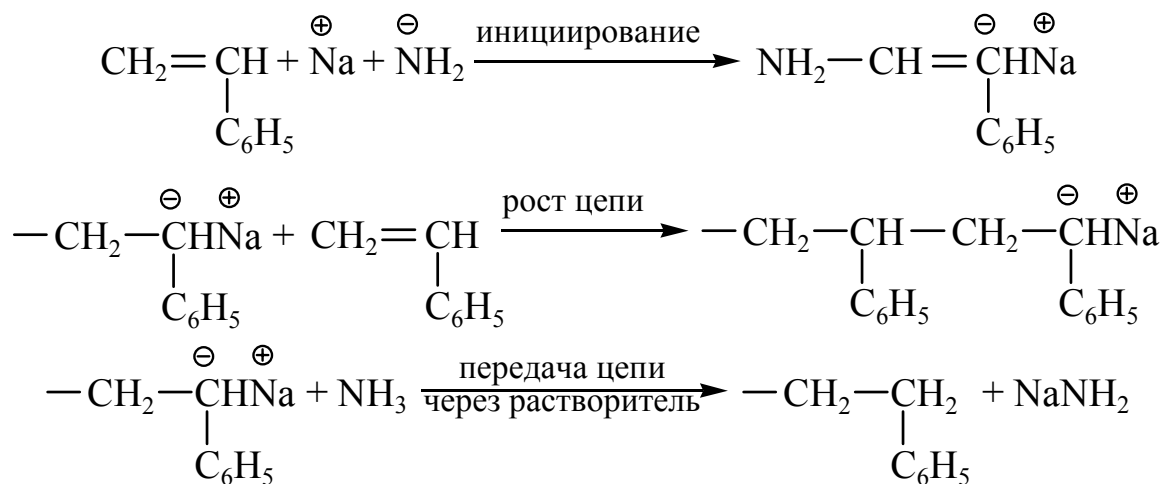 CH₂=CH + Na⊕ + NH₂⊖ инициирование NH₂—CH=CH⊖Na⊕
C₆H₅ C₆H₅
—CH₂—CH⊖Na⊕ + CH₂=CH рост цепи —CH₂—CH—CH₂—CH⊖Na⊕
C₆H₅ C₆H₅ C₆H₅ C₆H₅
—CH₂—CH⊖Na⊕ + NH₃ передача цепи через растворитель —CH₂—CH₂ + NaNH₂
C₆H₅ C₆H₅